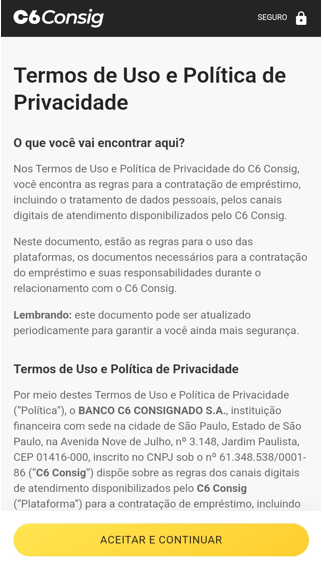 C6Consig
SEGURO
Termos de Uso e Política de
Privacidade
O que você vai encontrar aqui?
Nos Termos de Uso e Política de Privacidade do C6 Consig,
você encontra as regras para a contratação de empréstimo,
incluindo o tratamento de dados pessoais, pelos canais
digitais de atendimento disponibilizados pelo C6 Consig.
Neste documento, estão as regras para o uso das
plataformas, os documentos necessários para a contratação
do empréstimo e suas responsabilidades durante o
relacionamento com o C6 Consig.
Lembrando: este documento pode ser atualizado
periodicamente para garantir a você ainda mais segurança.
Termos de Uso e Política de Privacidade
Por meio destes Termos de Uso e Política de Privacidade
("Política"), o BANCO C6 CONSIGNADO S.A., instituição
financeira com sede na cidade de São Paulo, Estado de São
Paulo, na Avenida Nove de Julho, nº 3.148, Jardim Paulista,
CEP 01416-000, inscrito no CNPJ sob o nº 61.348.538/0001-
86 ("C6 Consig") dispõe sobre as regras dos canais digitais
de atendimento disponibilizados pelo C6 Consig
("Plataforma") para a contratação de empréstimo, incluindo
ACEITAR E CONTINUAR